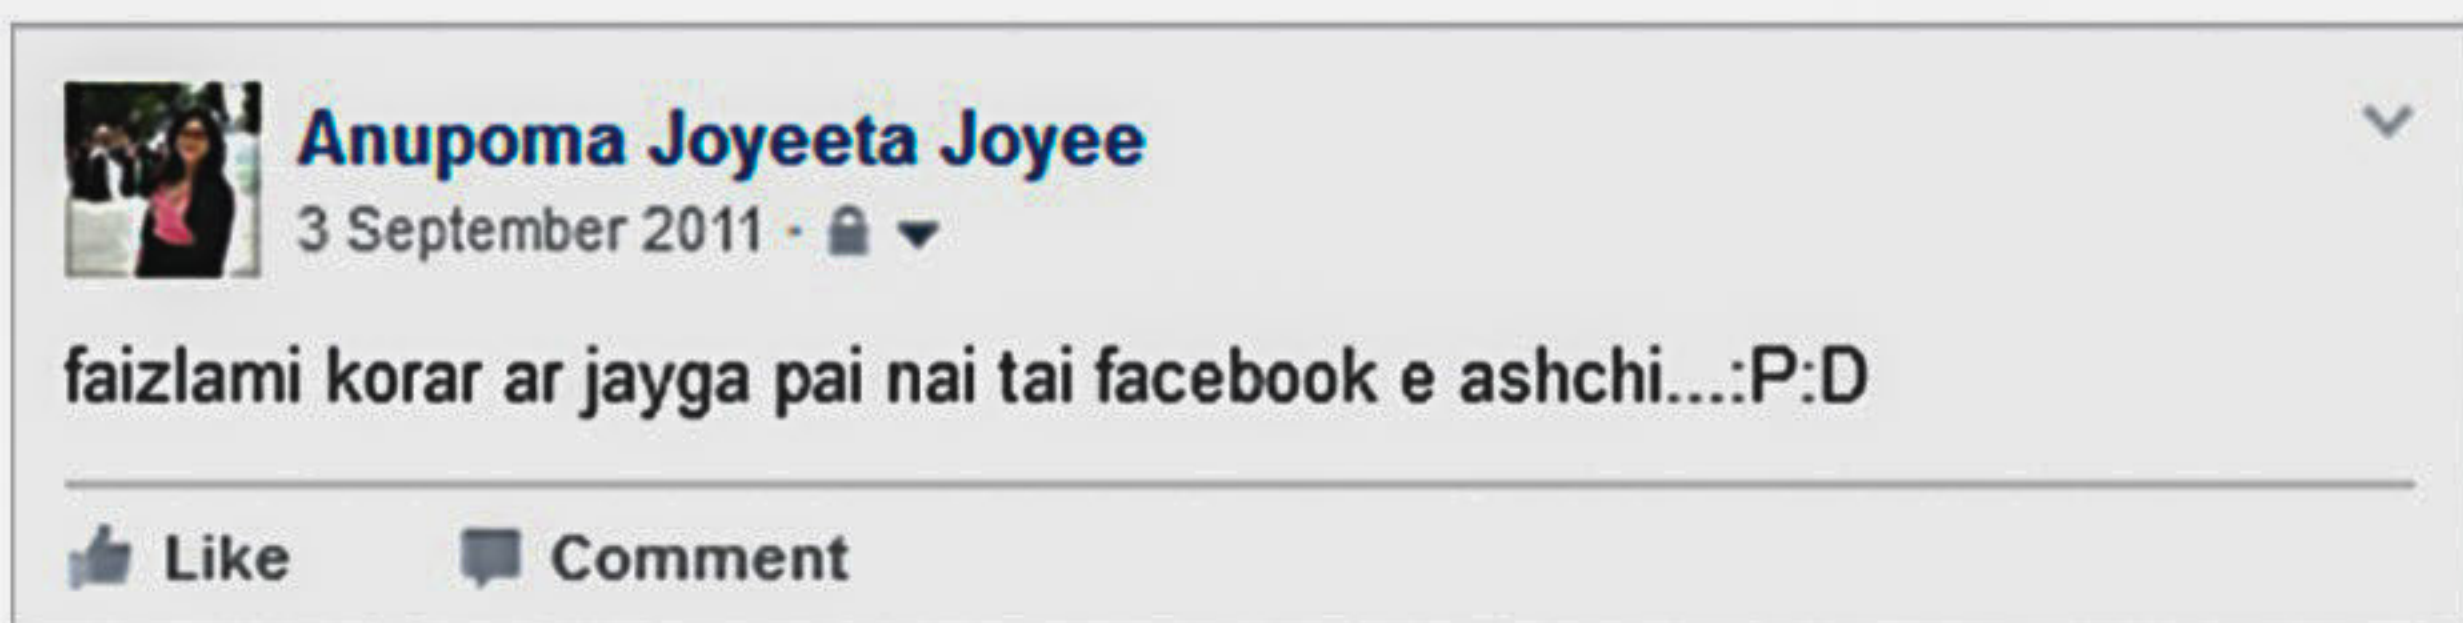 Anupoma Joyeeta Joyee
3 September 2011 ·
faizlami korar ar jayga pai nai tai facebook e ashchi...:P:D
Like Comment